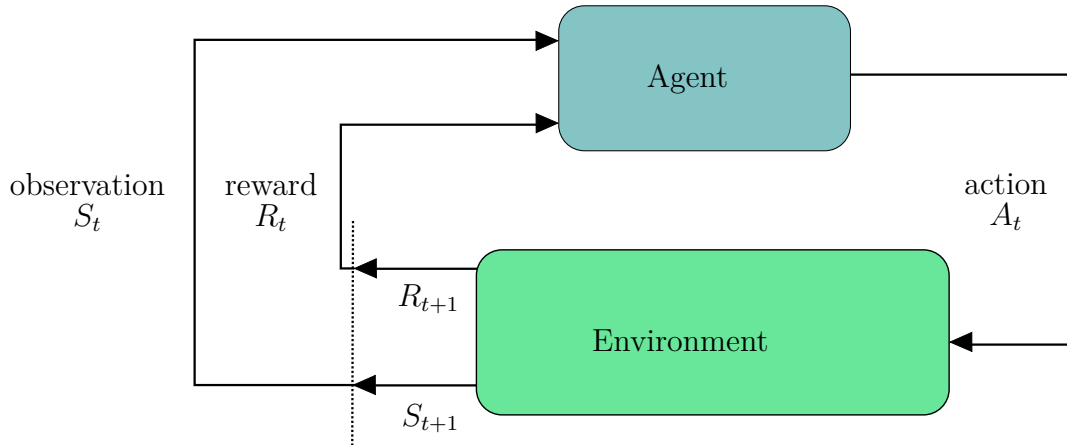 Agent
observation
S_t
reward
R_t
action
A_t
R_{t+1}
Environment
S_{t+1}